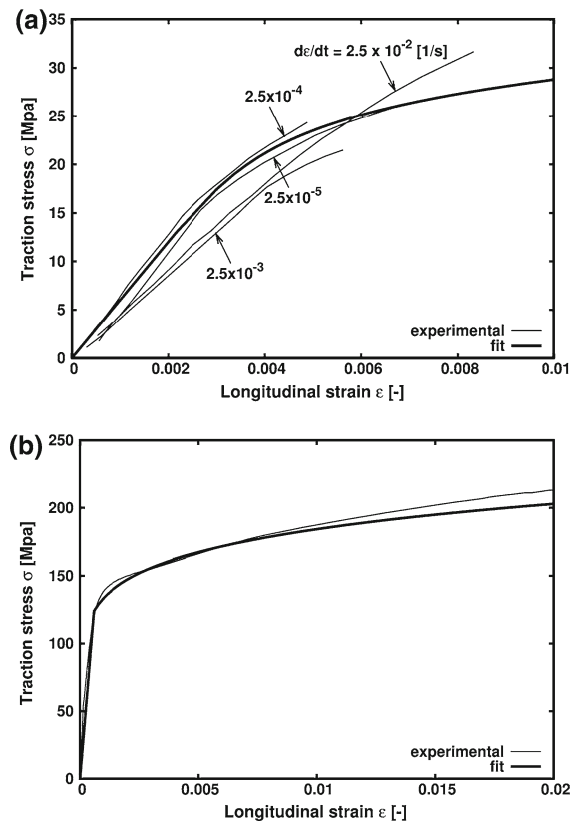 (a)
35
30
25
20
15
10
5
0
Traction stress σ [Mpa]
dε/dt = 2.5 x 10⁻² [1/s]
2.5x10⁻⁴
2.5x10⁻⁵
2.5x10⁻³
experimental
fit
0 0.002 0.004 0.006 0.008 0.01
Longitudinal strain ε [-]
(b)
250
200
150
100
50
0
Traction stress σ [Mpa]
experimental
fit
0 0.005 0.01 0.015 0.02
Longitudinal strain ε [-]